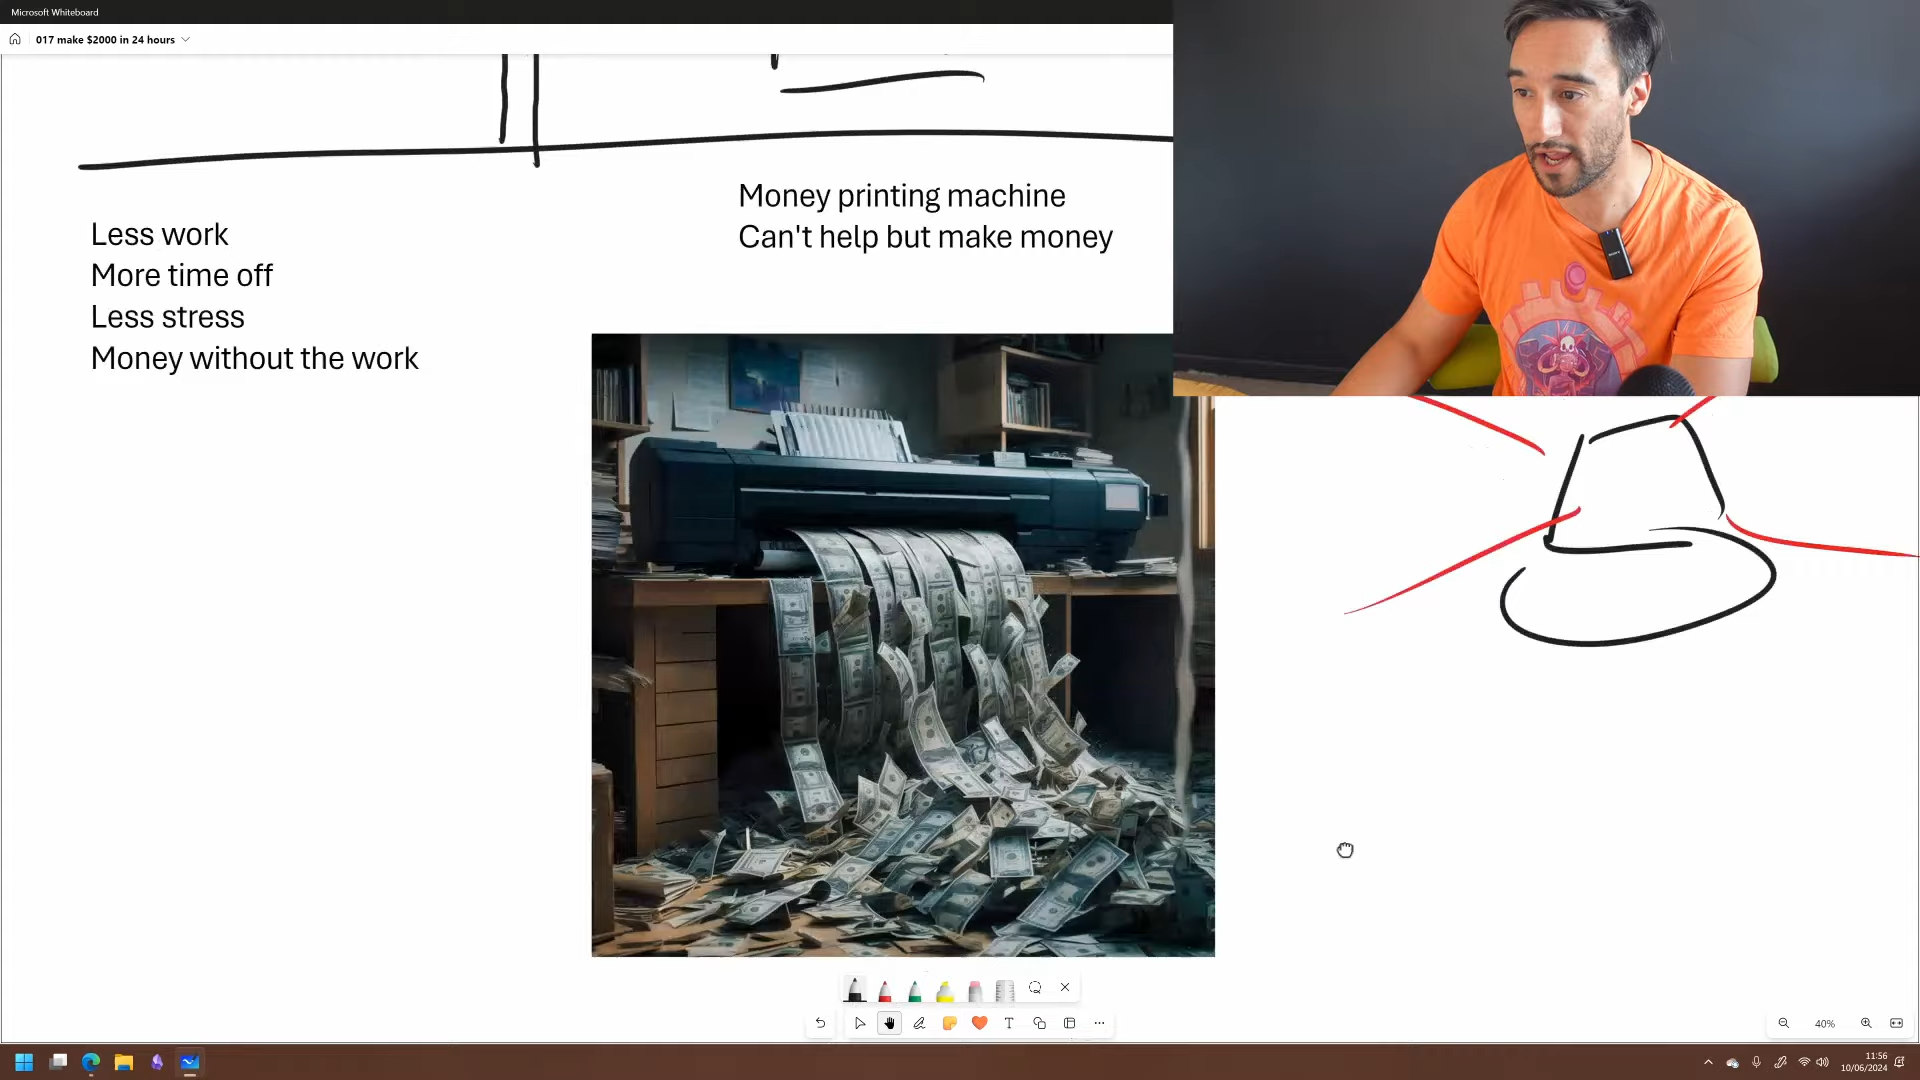 Microsoft Whiteboard
017 make $2000 in 24 hours
Money printing machine
Can't help but make money
Less work
More time off
Less stress
Money without the work
40%
11:56
10/06/2024